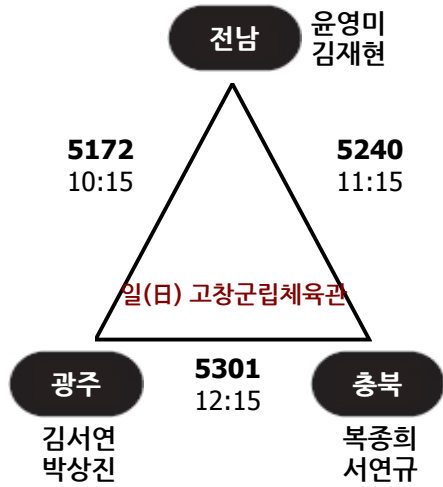 전남
윤영미
김재현
5172
10:15
5240
11:15
일(日) 고창군립체육관
광주
5301
12:15
충북
김서연
박상진
복종희
서연규